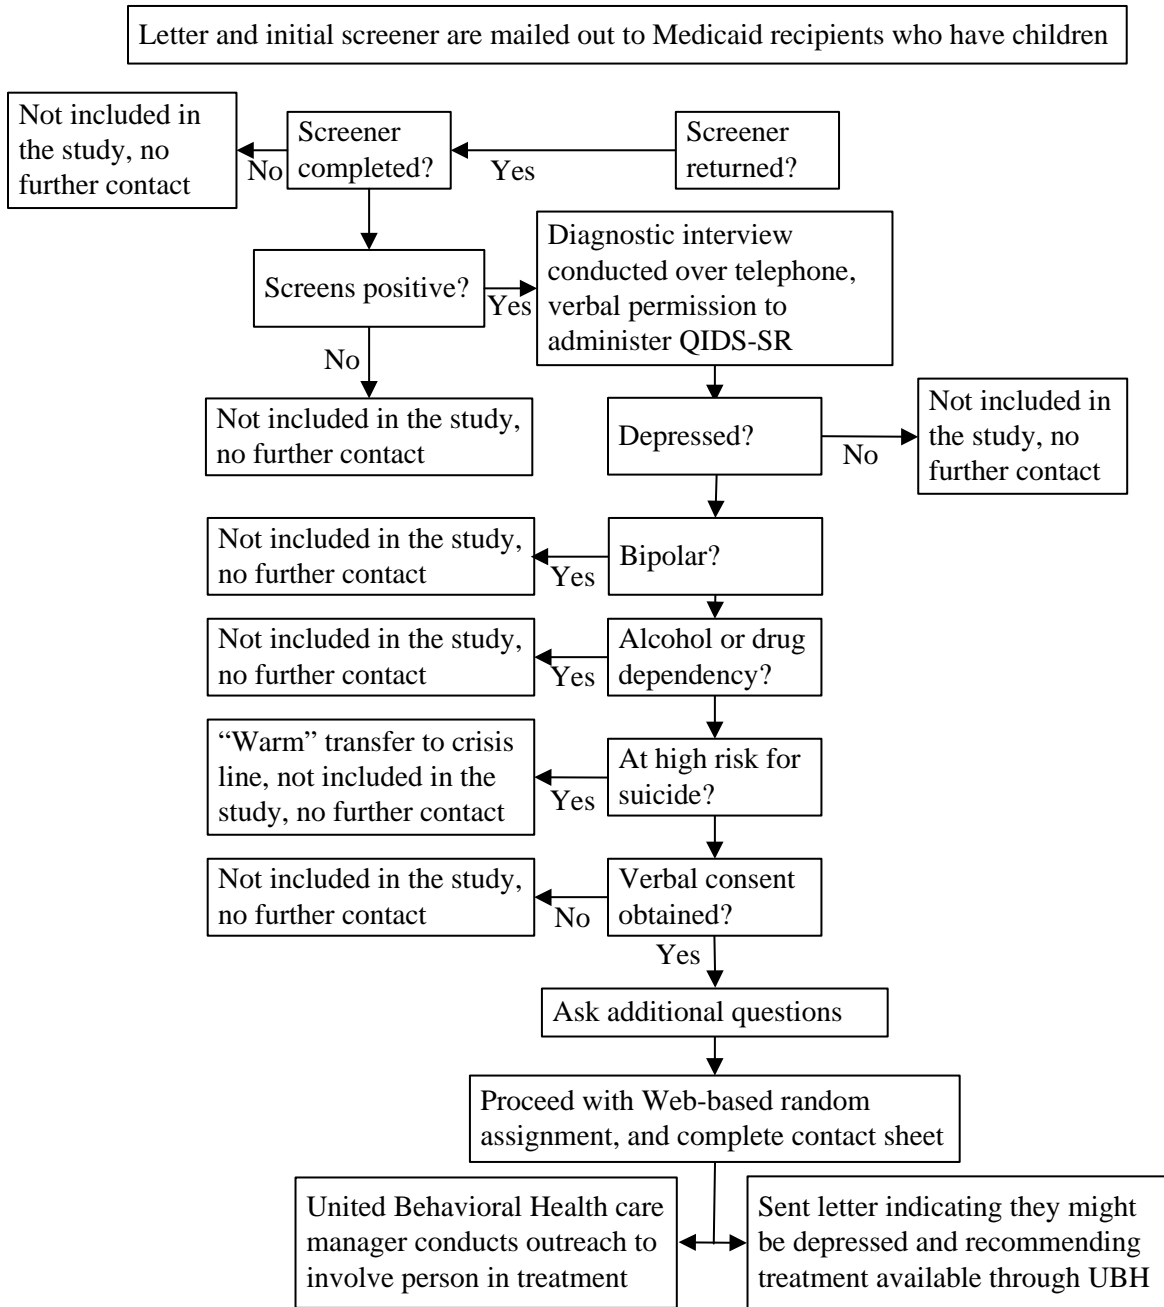 Letter and initial screener are mailed out to Medicaid recipients who have children
Not included in
the study, no
further contact
No
Screener
completed?
Yes
Screener
returned?
Screens positive?
Yes
Diagnostic interview
conducted over telephone,
verbal permission to
administer QIDS-SR
No
Not included in the study,
no further contact
Depressed?
No
Not included in
the study, no
further contact
Not included in the study,
no further contact
Yes
Bipolar?
Not included in the study,
no further contact
Yes
Alcohol or drug
dependency?
“Warm” transfer to crisis
line, not included in the
study, no further contact
Yes
At high risk for
suicide?
Not included in the study,
no further contact
No
Verbal consent
obtained?
Yes
Ask additional questions
Proceed with Web-based random
assignment, and complete contact sheet
United Behavioral Health care
manager conducts outreach to
involve person in treatment
Sent letter indicating they might
be depressed and recommending
treatment available through UBH